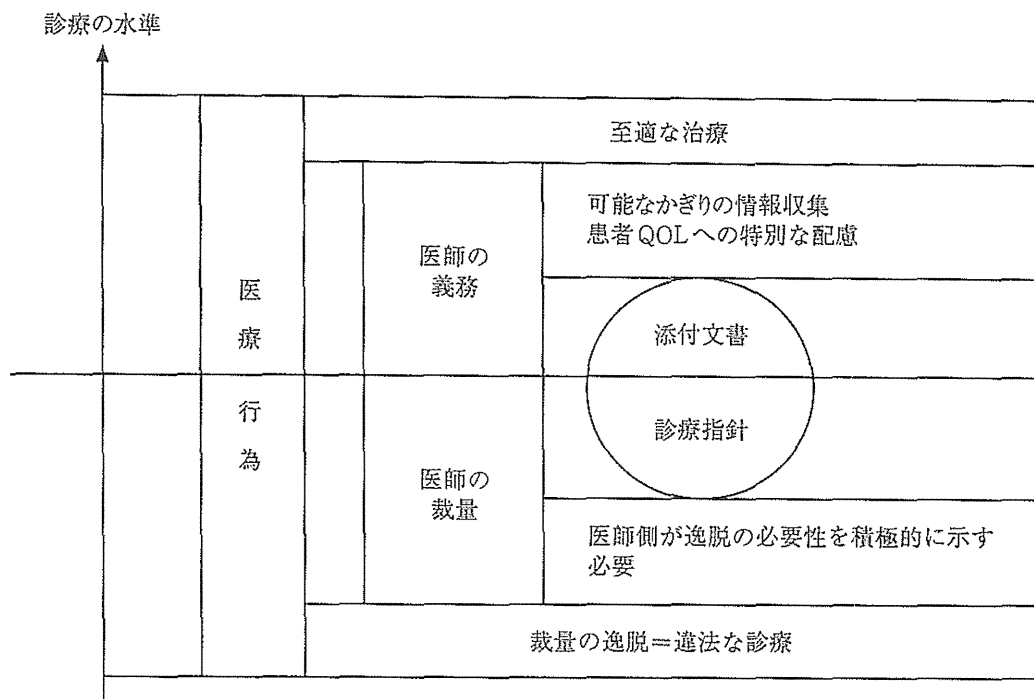 診療の水準
至適な治療
可能なかぎりの情報収集
患者QOLへの特別な配慮
医師の
義務
医療行為
添付文書
診療指針
医師の
裁量
医師側が逸脱の必要性を積極的に示す
必要
裁量の逸脱=違法な診療